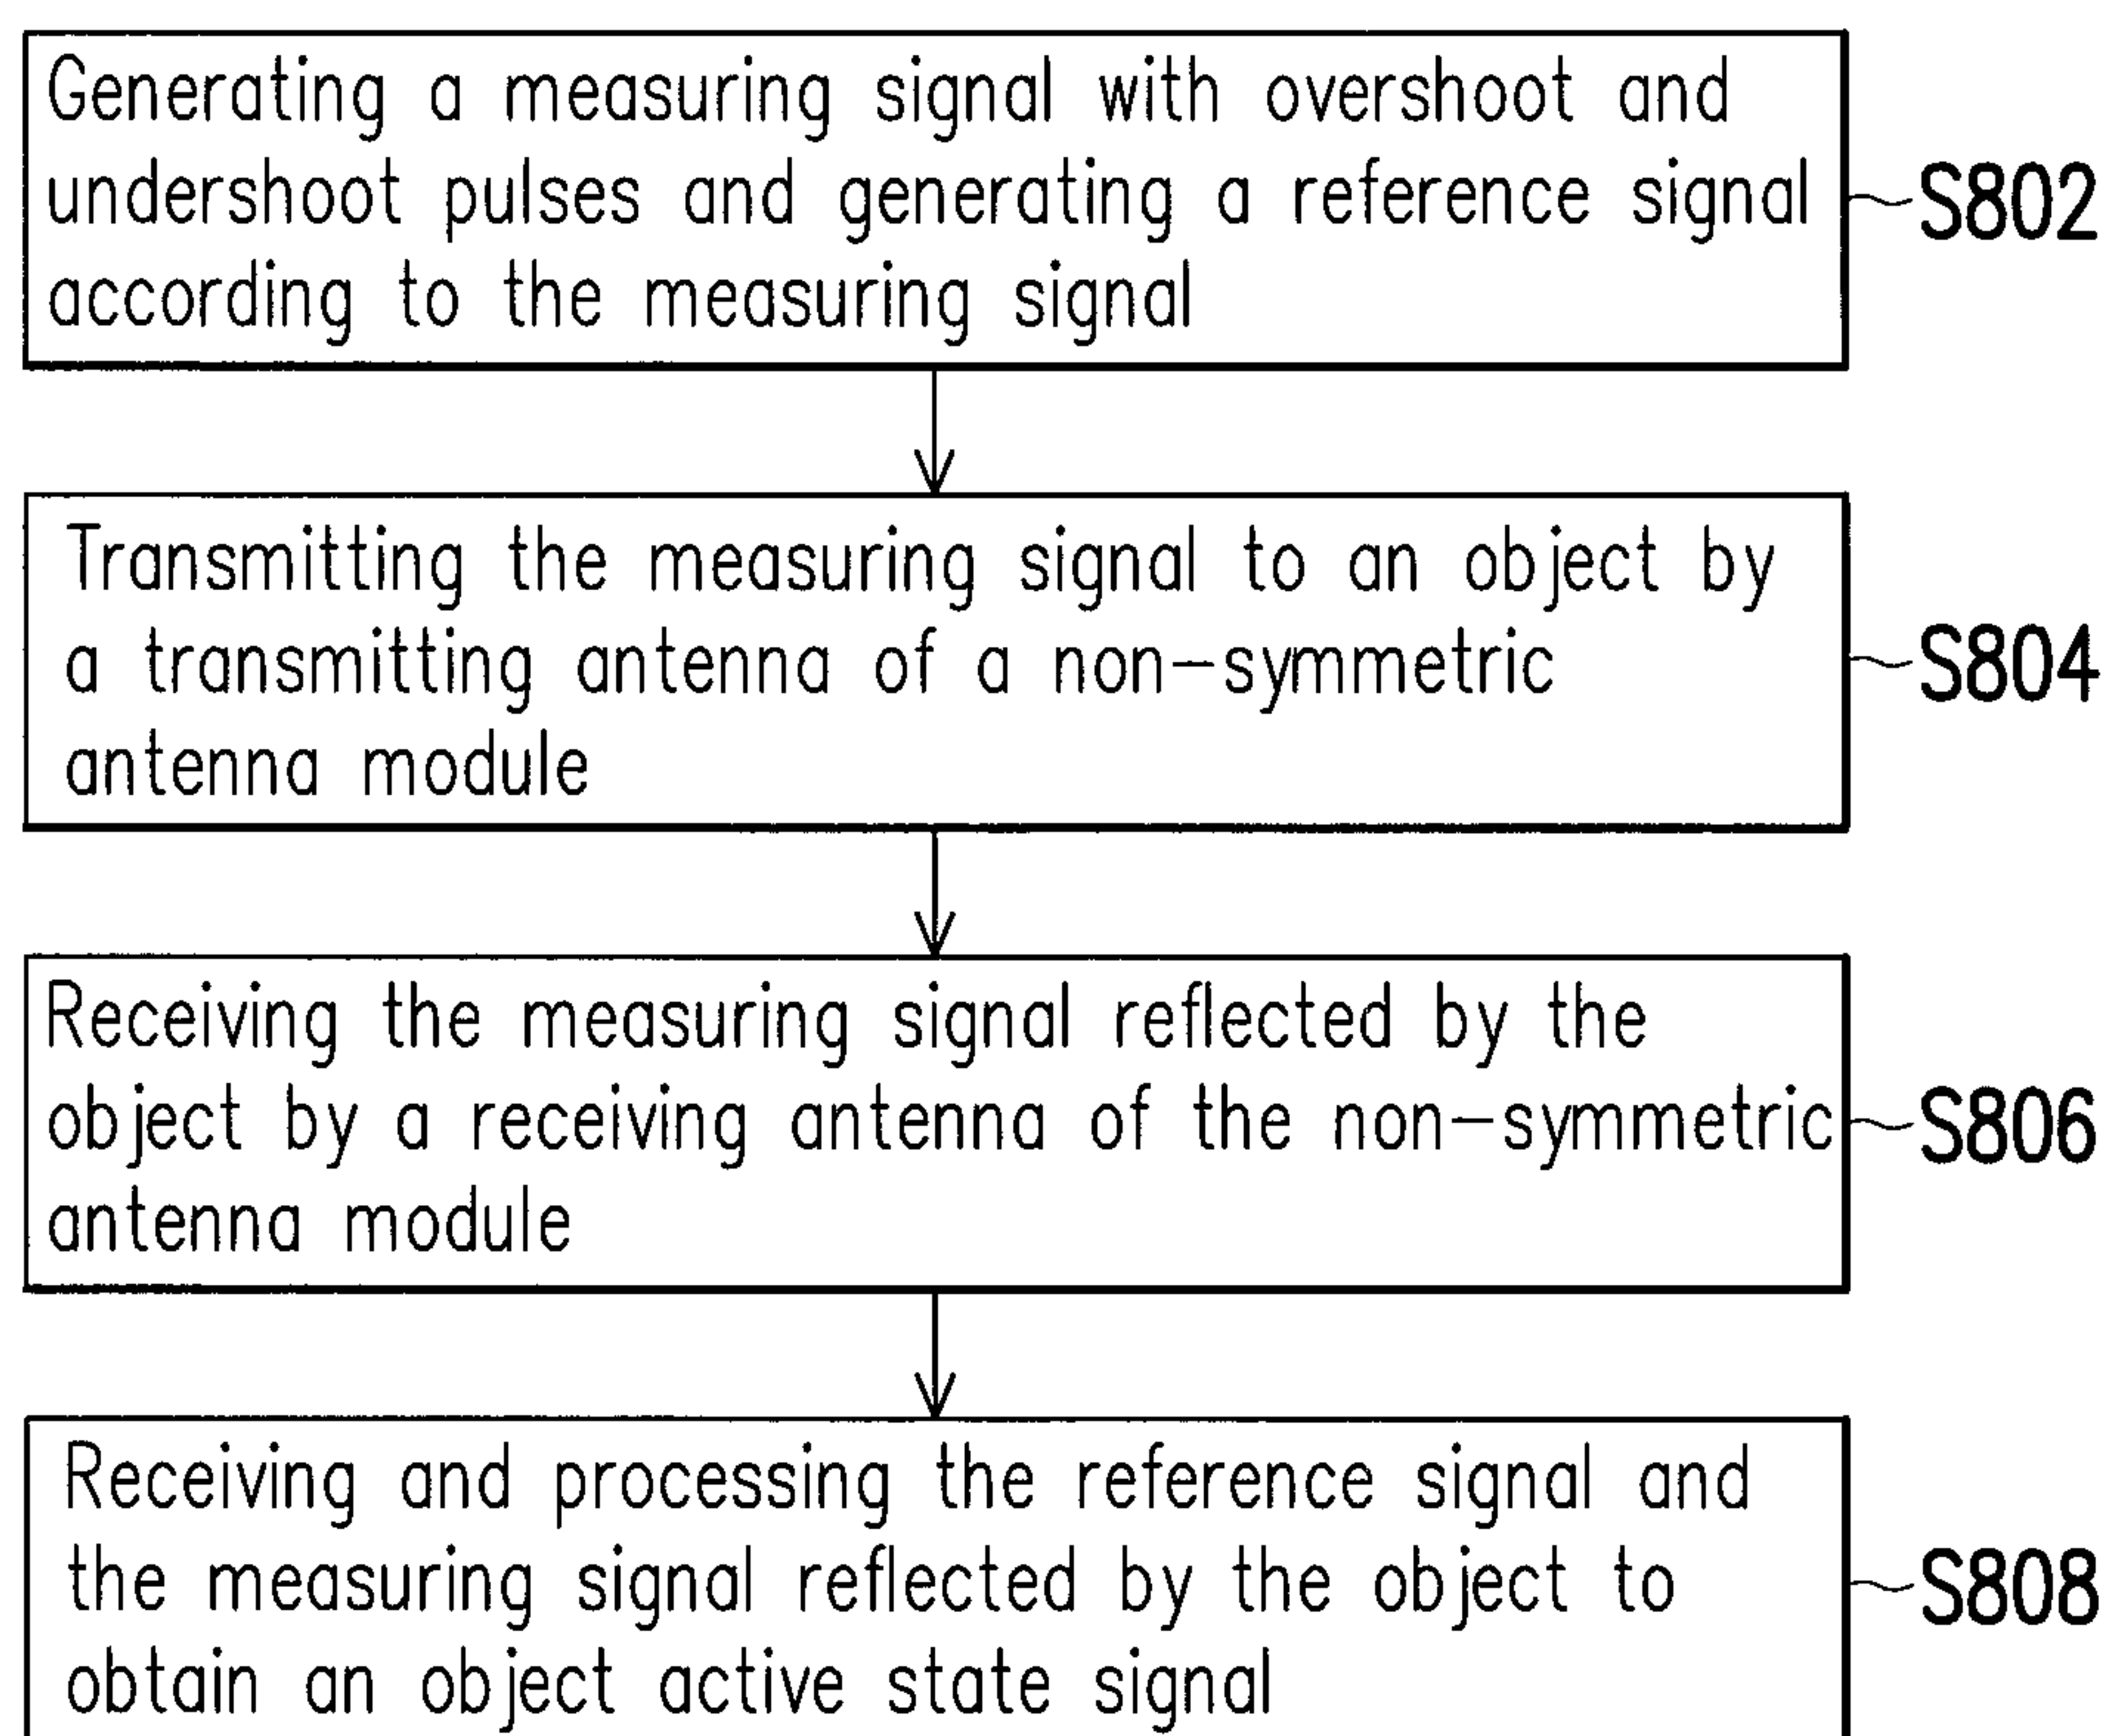 Generating a measuring signal with overshoot and
undershoot pulses and generating a reference signal
according to the measuring signal
S802
Transmitting the measuring signal to an object by
a transmitting antenna of a non-symmetric
antenna module
S804
Receiving the measuring signal reflected by the
object by a receiving antenna of the non-symmetric
antenna module
S806
Receiving and processing the reference signal and
the measuring signal reflected by the object to
obtain an object active state signal
S808